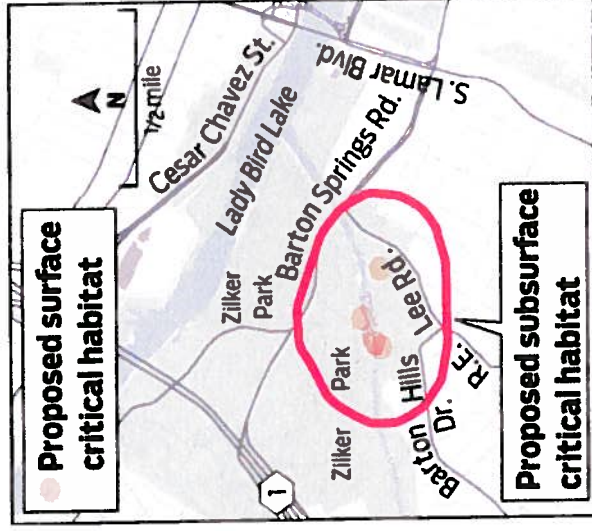 Proposed surface
critical habitat
N
1/2 mile
Cesar Chavez St.
Lady Bird Lake
S. Lamar Blvd.
Barton Springs Rd.
Zilker
Park
Zilker Park
R.E. Lee Rd.
Barton Hills
Dr.
1
Proposed subsurface
critical habitat